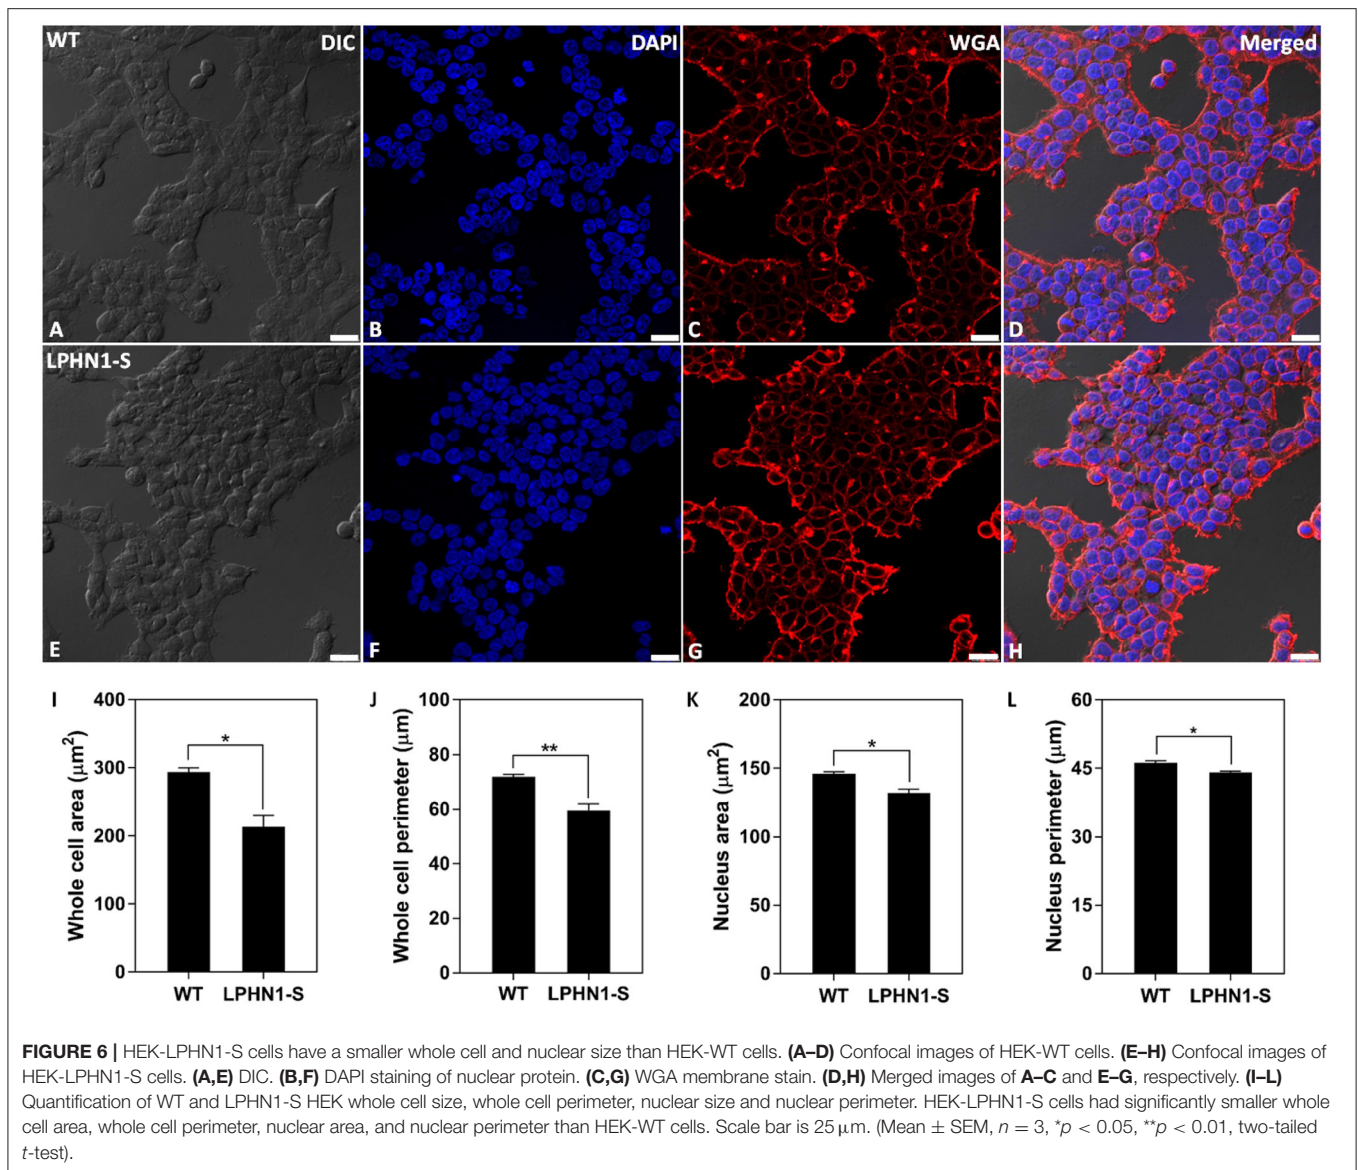 WT DIC DAPI WGA Merged
A B C D
LPHN1-S
E F G H
I
Whole cell area (μm²)
400
300
200
100
0
*
WT LPHN1-S
J
Whole cell perimeter (μm)
100
80
60
40
20
0
**
WT LPHN1-S
K
Nucleus area (μm²)
200
150
100
50
0
*
WT LPHN1-S
L
Nucleus perimeter (μm)
60
45
30
15
0
*
WT LPHN1-S
FIGURE 6 | HEK-LPHN1-S cells have a smaller whole cell and nuclear size than HEK-WT cells. (A–D) Confocal images of HEK-WT cells. (E–H) Confocal images of
HEK-LPHN1-S cells. (A,E) DIC. (B,F) DAPI staining of nuclear protein. (C,G) WGA membrane stain. (D,H) Merged images of A–C and E–G, respectively. (I–L)
Quantification of WT and LPHN1-S HEK whole cell size, whole cell perimeter, nuclear size and nuclear perimeter. HEK-LPHN1-S cells had significantly smaller whole
cell area, whole cell perimeter, nuclear area, and nuclear perimeter than HEK-WT cells. Scale bar is 25 μm. (Mean ± SEM, n = 3, *p < 0.05, **p < 0.01, two-tailed
t-test).